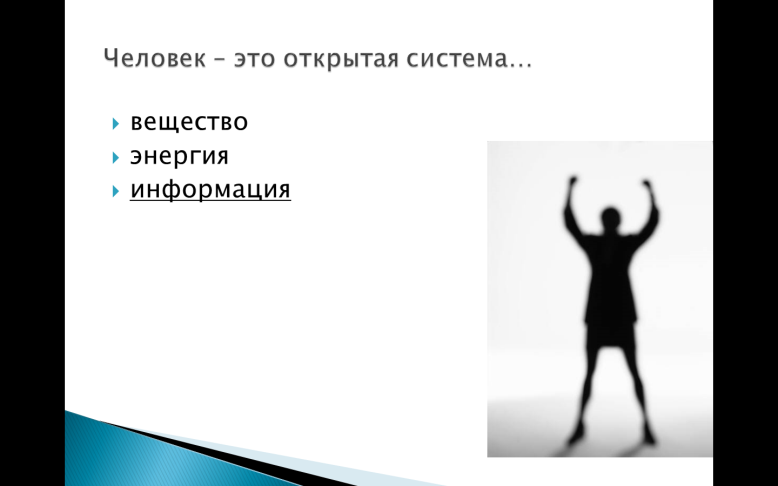 Человек – это открытая система…
вещество
энергия
информация